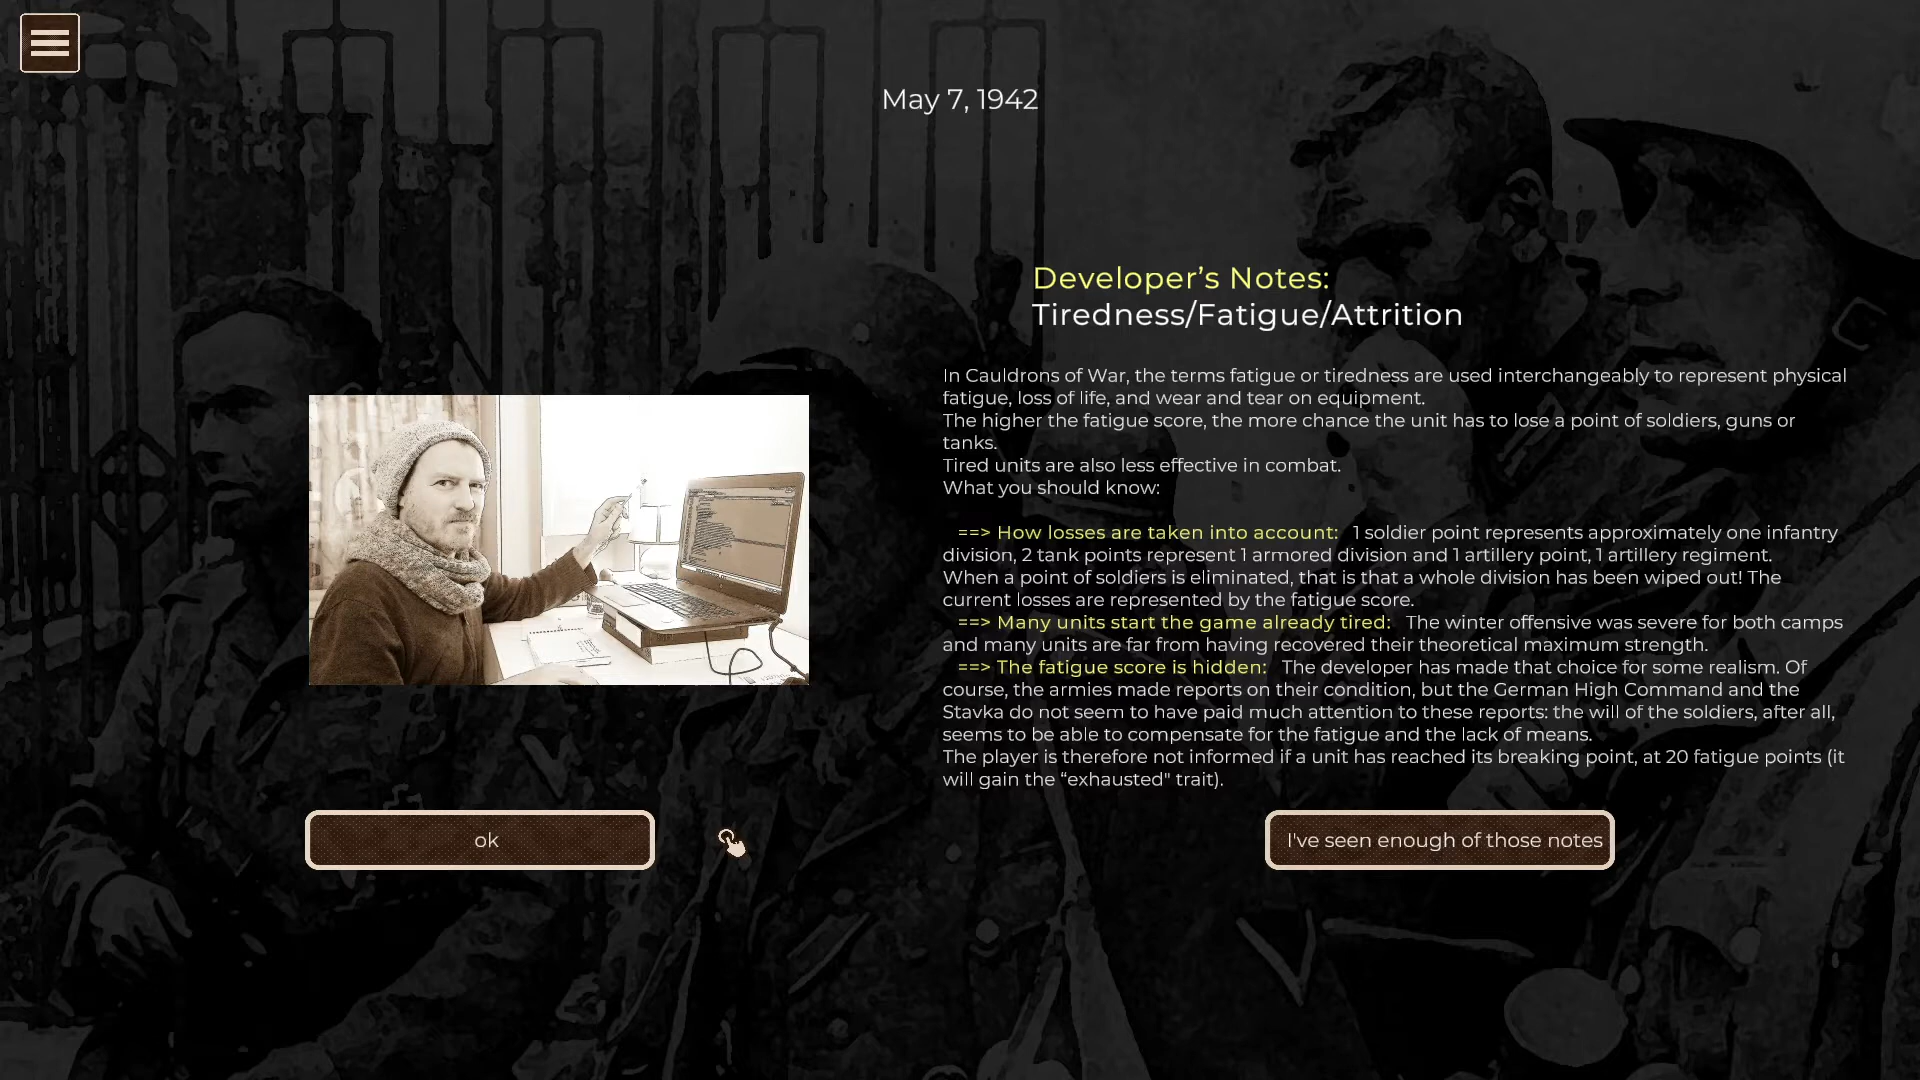 May 7, 1942
Developer’s Notes:
Tiredness/Fatigue/Attrition
In Cauldrons of War, the terms fatigue or tiredness are used interchangeably to represent physical
fatigue, loss of life, and wear and tear on equipment.
The higher the fatigue score, the more chance the unit has to lose a point of soldiers, guns or
tanks.
Tired units are also less effective in combat.
What you should know:
==> How losses are taken into account: 1 soldier point represents approximately one infantry
division, 2 tank points represent 1 armored division and 1 artillery point, 1 artillery regiment.
When a point of soldiers is eliminated, that is that a whole division has been wiped out! The
current losses are represented by the fatigue score.
==> Many units start the game already tired: The winter offensive was severe for both camps
and many units are far from having recovered their theoretical maximum strength.
==> The fatigue score is hidden: The developer has made that choice for some realism. Of
course, the armies made reports on their condition, but the German High Command and the
Stavka do not seem to have paid much attention to these reports: the will of the soldiers, after all,
seems to be able to compensate for the fatigue and the lack of means.
The player is therefore not informed if a unit has reached its breaking point, at 20 fatigue points (it
will gain the “exhausted" trait).
ok
I've seen enough of those notes